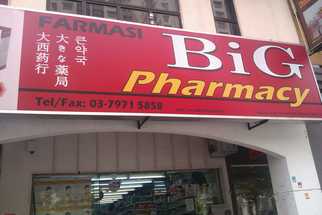 FARMASI
BiG
Pharmacy
큰 약국
大きな薬局
大西药行
Tel/Fax: 03-7971 5858